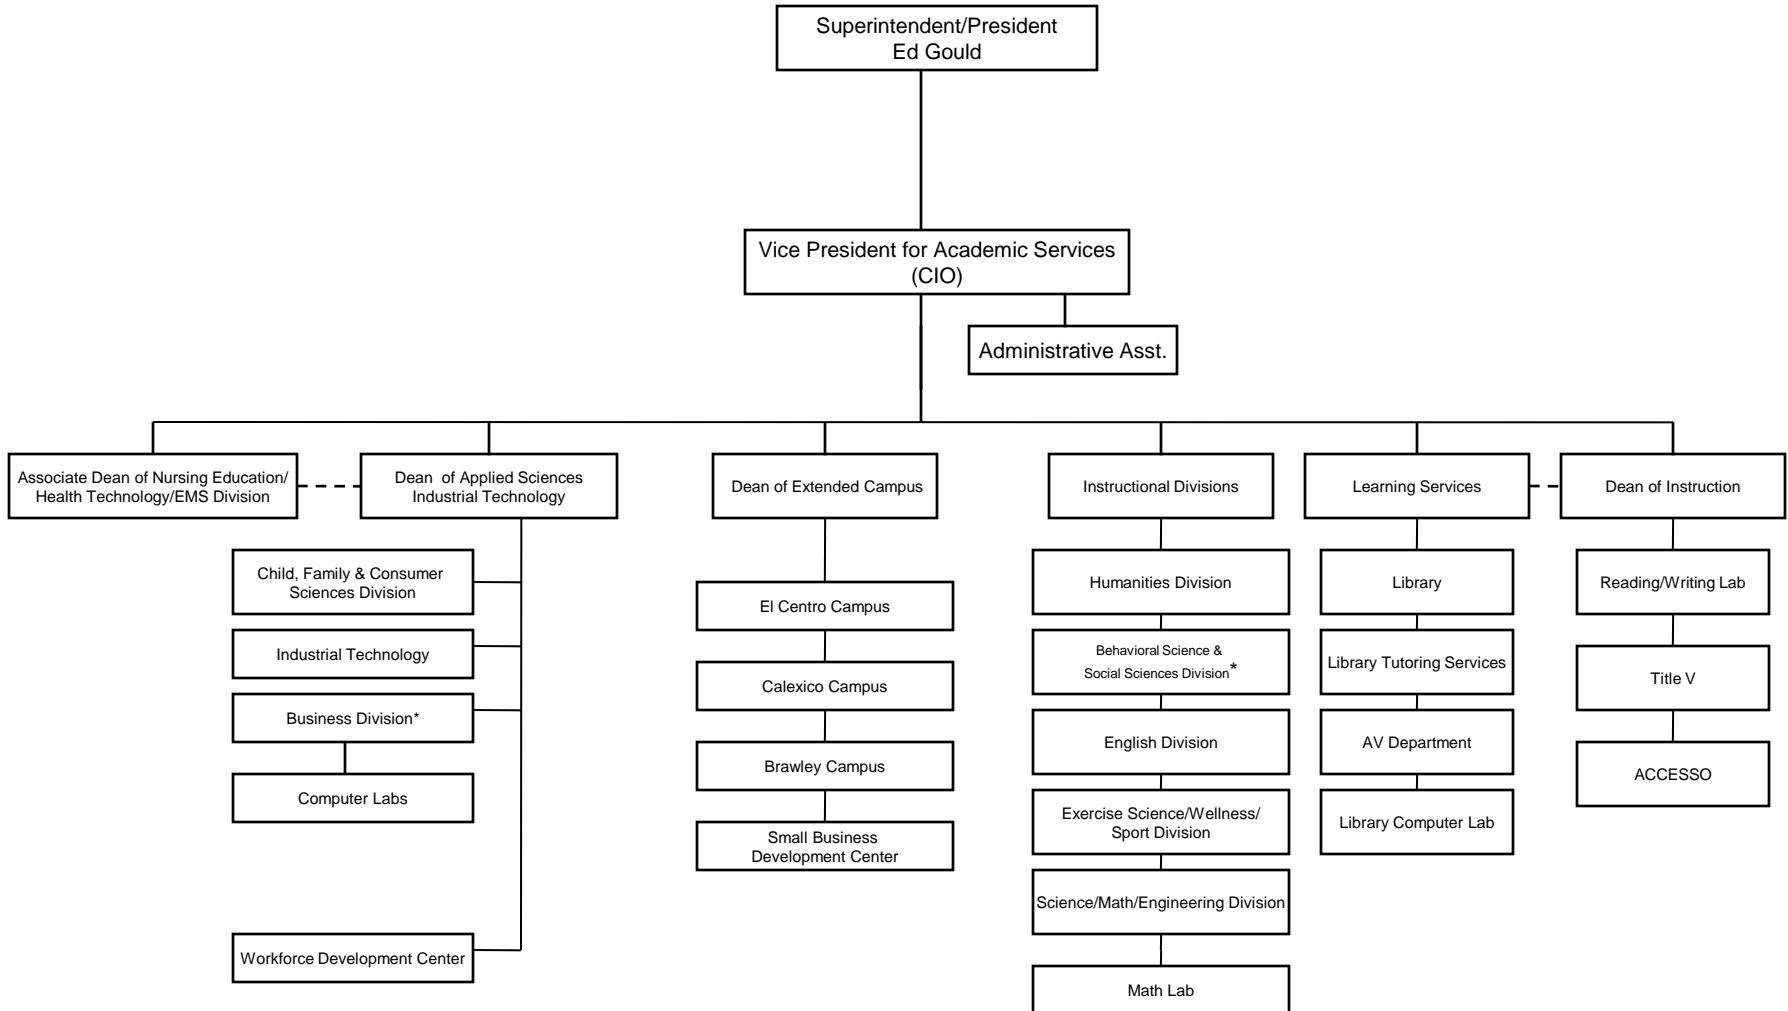 Superintendent/President
Ed Gould
Vice President for Academic Services
(CIO)
Administrative Asst.
Associate Dean of Nursing Education/
Health Technology/EMS Division
Dean of Applied Sciences
Industrial Technology
Dean of Extended Campus
Instructional Divisions
Learning Services
Dean of Instruction
Child, Family & Consumer
Sciences Division
Industrial Technology
Business Division*
Computer Labs
Workforce Development Center
El Centro Campus
Calexico Campus
Brawley Campus
Small Business
Development Center
Humanities Division
Behavioral Science &
Social Sciences Division*
English Division
Exercise Science/Wellness/
Sport Division
Science/Math/Engineering Division
Math Lab
Library
Library Tutoring Services
AV Department
Library Computer Lab
Reading/Writing Lab
Title V
ACCESSO